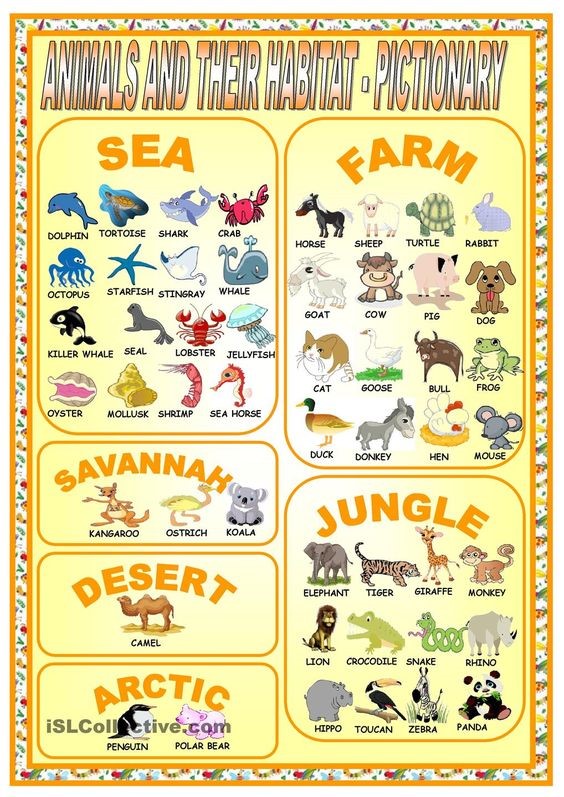 ANIMALS AND THEIR HABITAT - PICTIONARY
SEA
DOLPHIN TORTOISE SHARK CRAB
OCTOPUS STARFISH STINGRAY WHALE
KILLER WHALE SEAL LOBSTER JELLYFISH
OYSTER MOLLUSK SHRIMP SEA HORSE
FARM
HORSE SHEEP TURTLE RABBIT
GOAT COW PIG DOG
CAT GOOSE BULL FROG
DUCK DONKEY HEN MOUSE
SAVANNAH
KANGAROO OSTRICH KOALA
DESERT
CAMEL
ARCTIC
iSLCollective.com
PENGUIN POLAR BEAR
JUNGLE
ELEPHANT TIGER GIRAFFE MONKEY
LION CROCODILE SNAKE RHINO
HIPPO TOUCAN ZEBRA PANDA